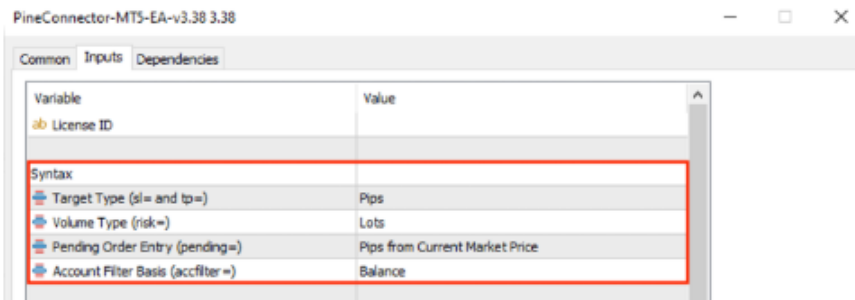 PineConnector-MT5-EA-v3.38 3.38
Common Inputs Dependencies
Variable Value
ab License ID
Syntax
Target Type (sl= and tp=) Pips
Volume Type (risk=) Lots
Pending Order Entry (pending=) Pips from Current Market Price
Account Filter Basis (accfilter=) Balance